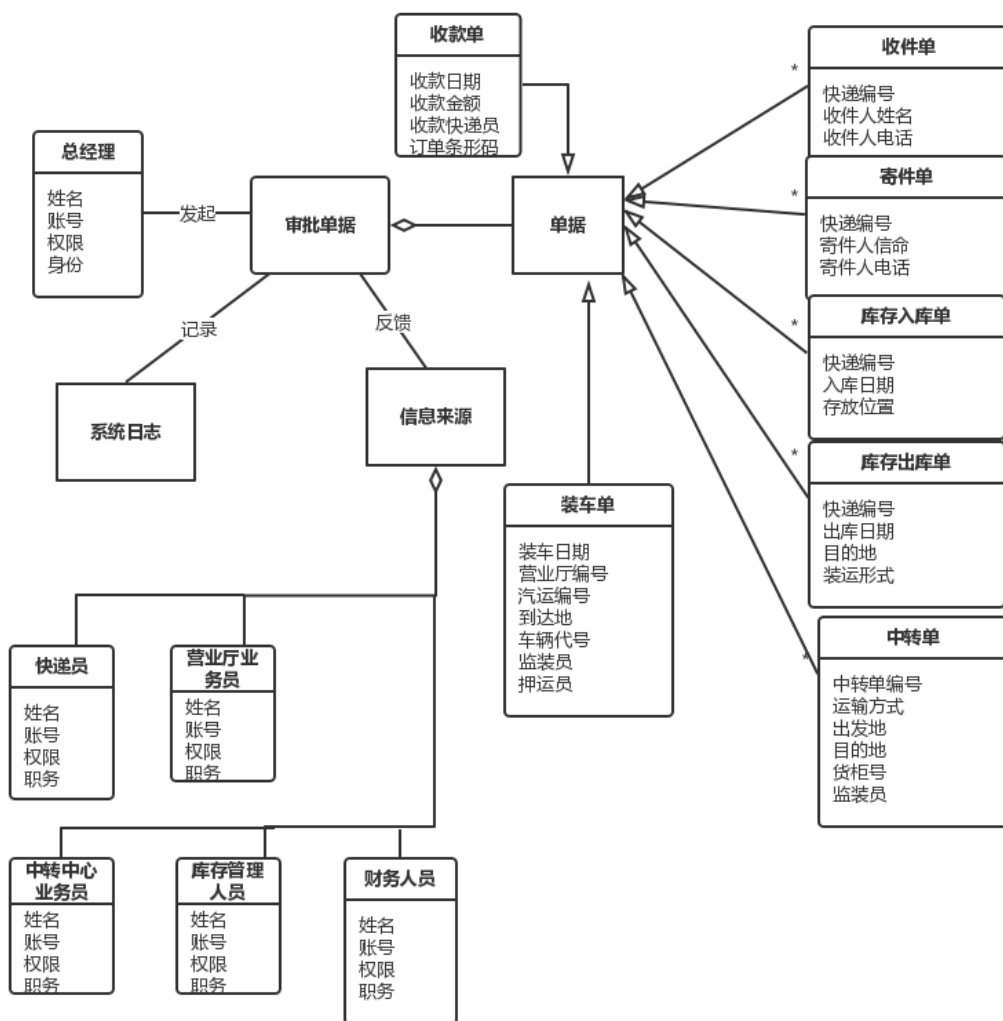 收款单
收款日期
收款金额
收款快递员
订单条形码
收件单
*
快递编号
收件人姓名
收件人电话
总经理
姓名
账号
权限
身份
发起
审批单据
单据
寄件单
*
快递编号
寄件人信命
寄件人电话
库存入库单
*
快递编号
入库日期
存放位置
记录
反馈
系统日志
信息来源
库存出库单
*
快递编号
出库日期
目的地
装运形式
装车单
装车日期
营业厅编号
汽运编号
到达地
车辆代号
监装员
押运员
中转单
*
中转单编号
运输方式
出发地
目的地
货柜号
监装员
快递员
姓名
账号
权限
职务
营业厅业
务员
姓名
账号
权限
职务
中转中心
业务员
姓名
账号
权限
职务
库存管理
人员
姓名
账号
权限
职务
财务人员
姓名
账号
权限
职务